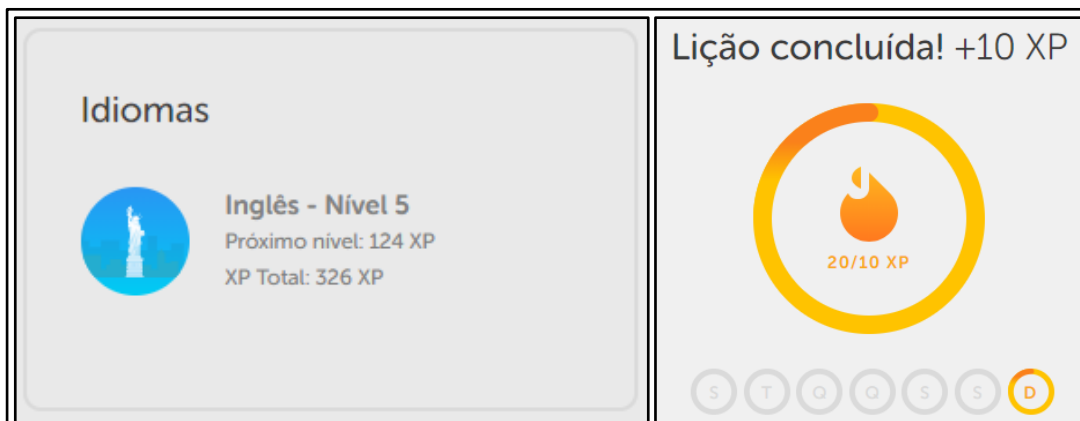 Idiomas
Inglês - Nível 5
Próximo nível: 124 XP
XP Total: 326 XP
Lição concluída! +10 XP
20/10 XP
S T Q Q S S D